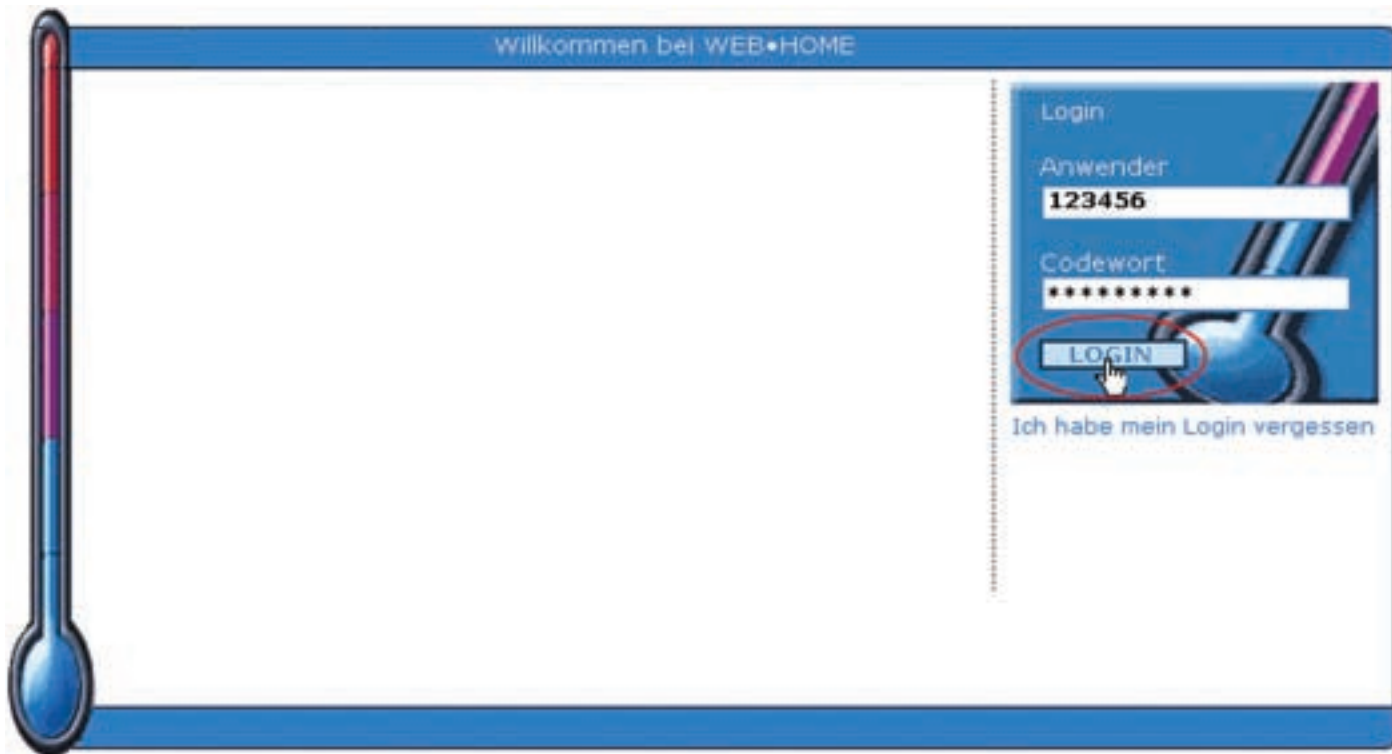 Willkommen bei WEB•HOME
Login
Anwender
123456
Codewort
*********
LOGIN
Ich habe mein Login vergessen